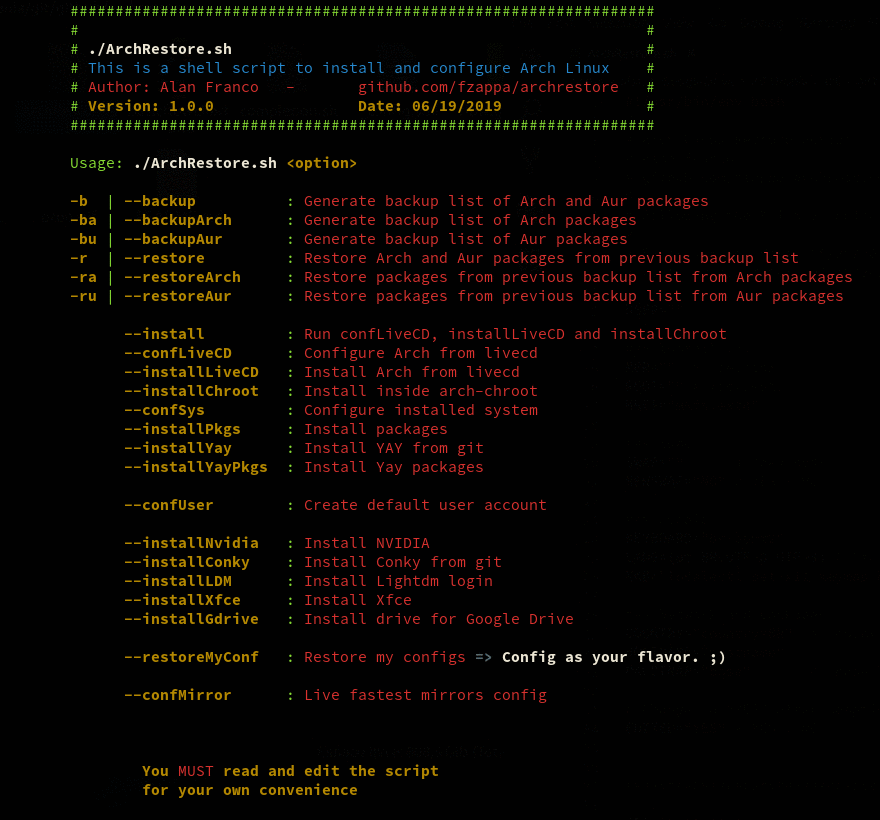 #################################################################
# #
# ./ArchRestore.sh #
# This is a shell script to install and configure Arch Linux #
# Author: Alan Franco - github.com/fzappa/archrestore #
# Version: 1.0.0 Date: 06/19/2019 #
#################################################################
Usage: ./ArchRestore.sh <option>
-b | --backup : Generate backup list of Arch and Aur packages
-ba | --backupArch : Generate backup list of Arch packages
-bu | --backupAur : Generate backup list of Aur packages
-r | --restore : Restore Arch and Aur packages from previous backup list
-ra | --restoreArch : Restore packages from previous backup list from Arch packages
-ru | --restoreAur : Restore packages from previous backup list from Aur packages
--install : Run confLiveCD, installLiveCD and installChroot
--confLiveCD : Configure Arch from livecd
--installLiveCD : Install Arch from livecd
--installChroot : Install inside arch-chroot
--confSys : Configure installed system
--installPkgs : Install packages
--installYay : Install YAY from git
--installYayPkgs : Install Yay packages
--confUser : Create default user account
--installNvidia : Install NVIDIA
--installConky : Install Conky from git
--installLDM : Install Lightdm login
--installXfce : Install Xfce
--installGdrive : Install drive for Google Drive
--restoreMyConf : Restore my configs => Config as your flavor. ;)
--confMirror : Live fastest mirrors config
You MUST read and edit the script
for your own convenience